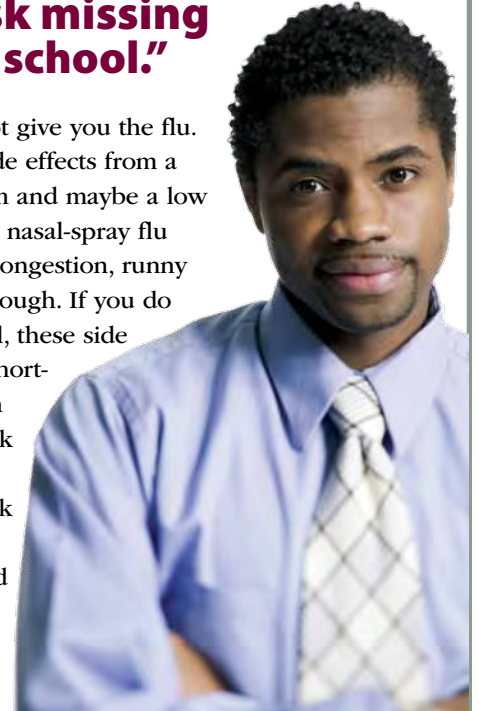 sk missing
school.”
t give you the flu.
de effects from a
n and maybe a low
nasal-spray flu
ongestion, runny
ough. If you do
l, these side
hort-
n
k
k
d